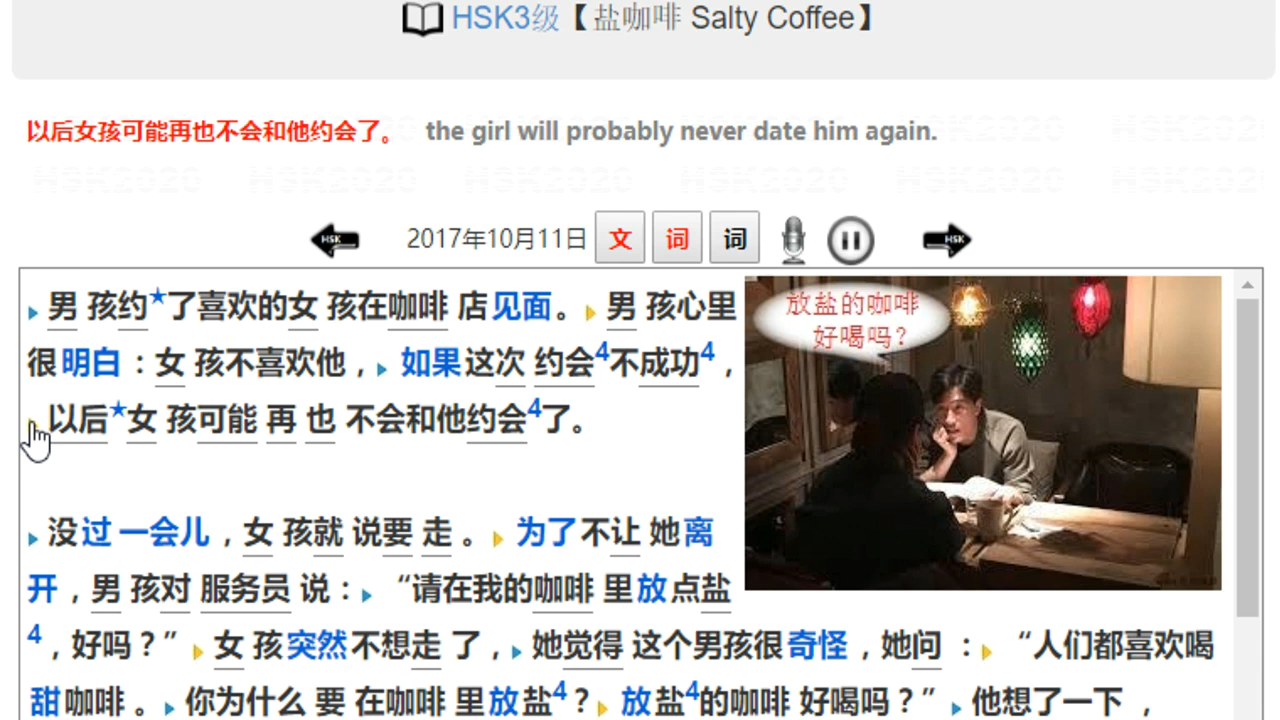 HSK3级【盐咖啡 Salty Coffee】
以后女孩可能再也不会和他约会了。 the girl will probably never date him again.
HSK2020 HSK2020 HSK2020 HSK2020 HSK2020 HSK2020
HSK 2017年10月11日 文 词 词 HSK
男 孩约★了喜欢的女 孩在咖啡 店见面。男 孩心里
很明白：女 孩不喜欢他，如果这次 约会4不成功4，
以后★女 孩可能 再 也 不会和他约会4了。
没过 一会儿，女 孩就 说要 走 。为了不让 她离
开，男 孩对 服务员 说：“请在我的咖啡 里放点盐
4，好吗？”女 孩突然不想走 了，她觉得 这个男孩很奇怪，她问 ：“人们都喜欢喝
甜咖啡 。你为什么 要 在咖啡 里放盐4？放盐4的咖啡 好喝吗？”他想了一下 ，
放盐的咖啡
好喝吗？